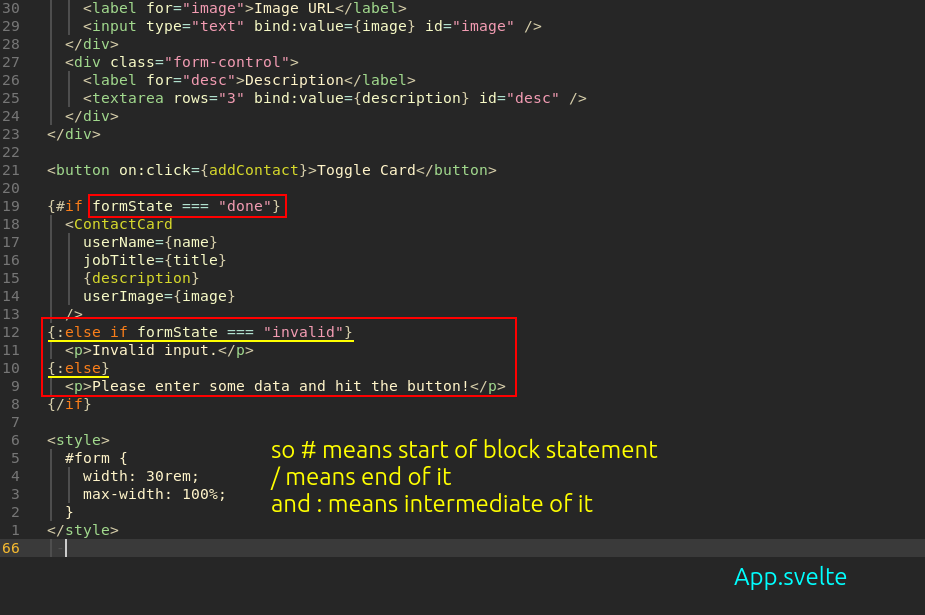 30 <label for="image">Image URL</label>
29 <input type="text" bind:value={image} id="image" />
28 </div>
27 <div class="form-control">
26 <label for="desc">Description</label>
25 <textarea rows="3" bind:value={description} id="desc" />
24 </div>
23 </div>
22
21 <button on:click={addContact}>Toggle Card</button>
20
19 {#if formState === "done"}
18 <ContactCard
17 userName={name}
16 jobTitle={title}
15 {description}
14 userImage={image}
13 />
12 {:else if formState === "invalid"}
11 <p>Invalid input.</p>
10 {:else}
9 <p>Please enter some data and hit the button!</p>
8 {/if}
7
6 <style>
5 #form {
4 width: 30rem;
3 max-width: 100%;
2 }
1 </style>
66
so # means start of block statement
/ means end of it
and : means intermediate of it
App.svelte